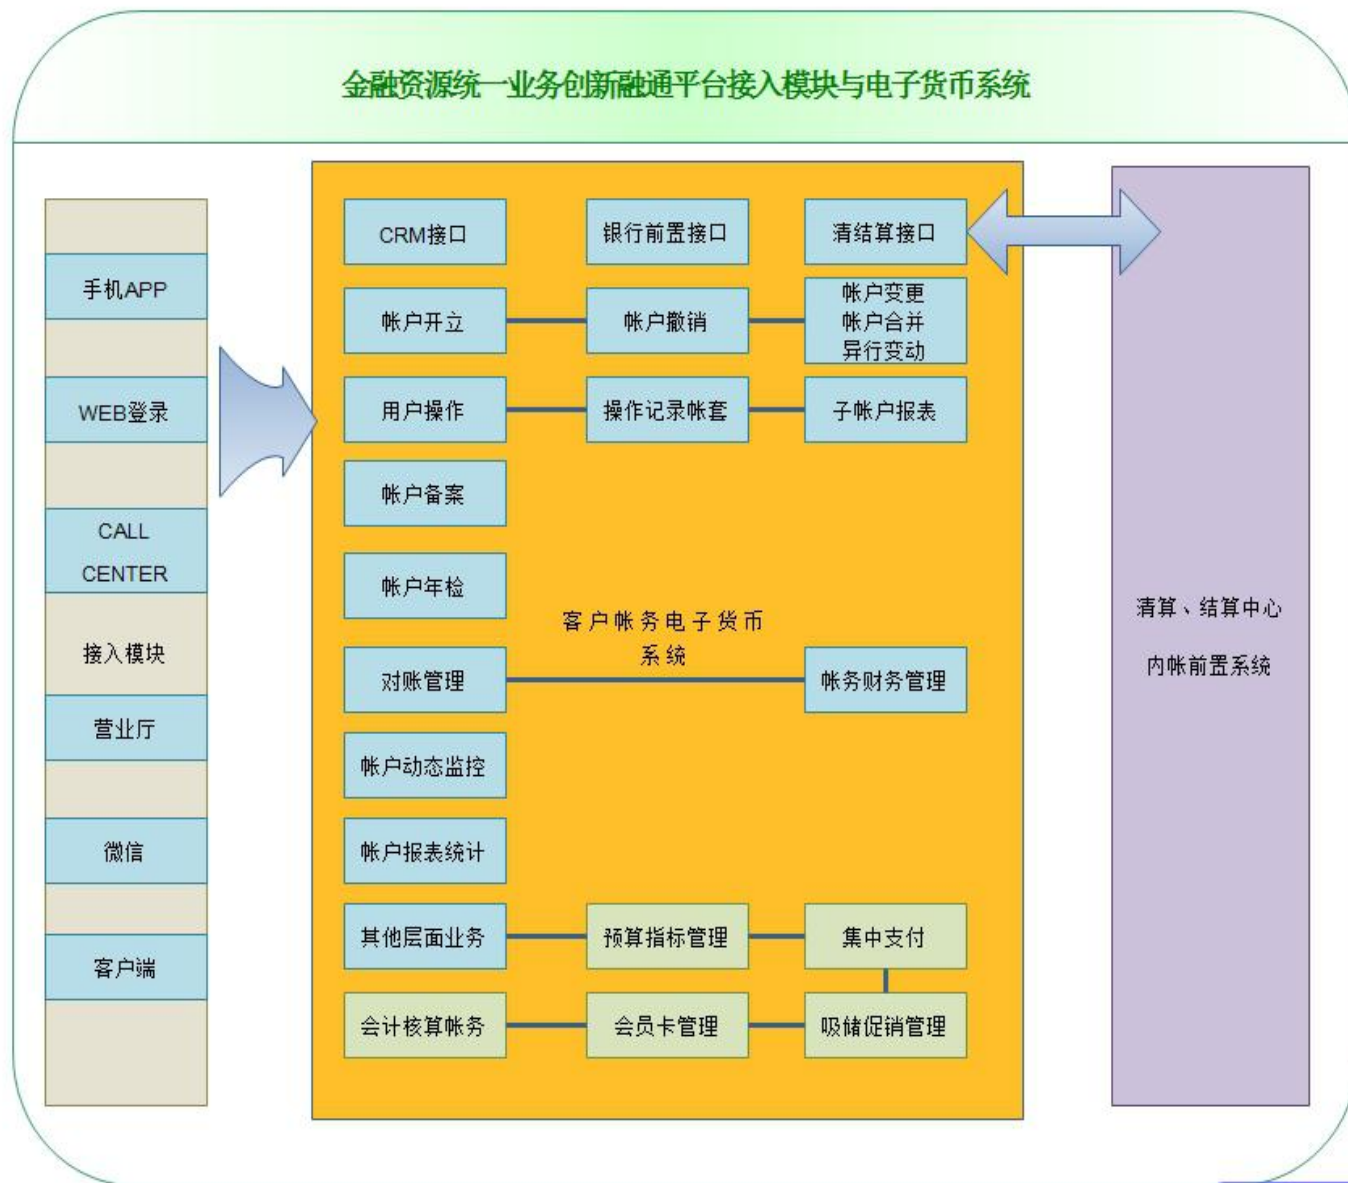 金融资源统一业务创新融通平台接入模块与电子货币系统
手机APP
WEB登录
CALL
CENTER
接入模块
营业厅
微信
客户端
CRM接口
银行前置接口
清结算接口
帐户开立
帐户撤销
帐户变更
帐户合并
异行变动
用户操作
操作记录帐套
子帐户报表
帐户备案
帐户年检
客户帐务电子货币
系统
对账管理
帐务财务管理
帐户动态监控
帐户报表统计
其他层面业务
预算指标管理
集中支付
会计核算帐务
会员卡管理
吸储促销管理
清算、结算中心
内帐前置系统